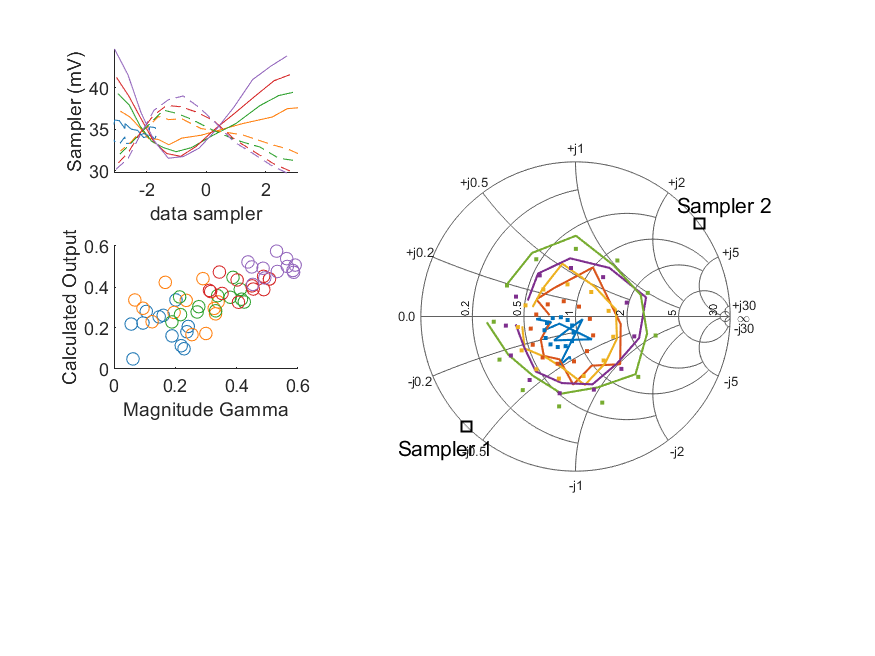 Sampler (mV)
40
35
30
-2
0
2
data sampler
Calculated Output
0.6
0.4
0.2
0
0
0.2
0.4
0.6
Magnitude Gamma
+j1
+j0.5
+j2
Sampler 2
+j0.2
+j5
0.0
0.2
0.5
1
2
5
30
+j30
∞
-j30
-j0.2
-j5
Sampler 1
-j0.5
-j2
-j1